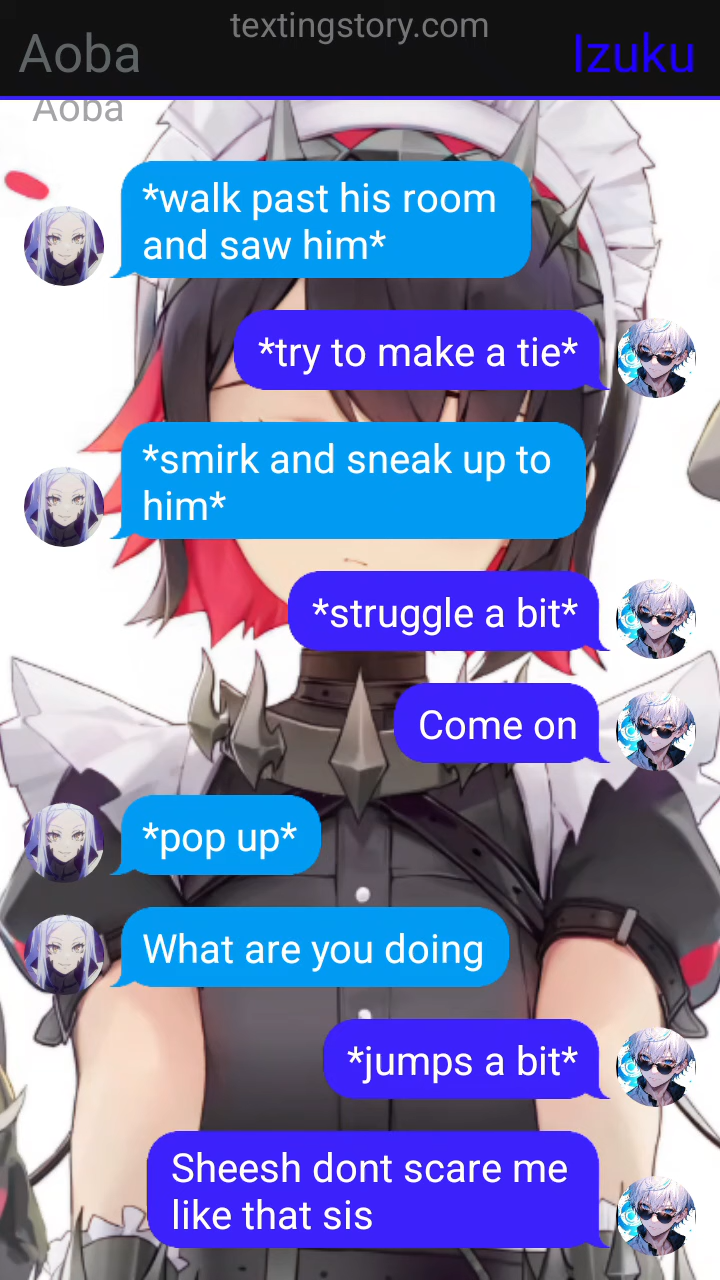 textingstory.com
Aoba
Izuku
Aoba
*walk past his room
and saw him*
*try to make a tie*
*smirk and sneak up to
him*
*struggle a bit*
Come on
*pop up*
What are you doing
*jumps a bit*
Sheesh dont scare me
like that sis